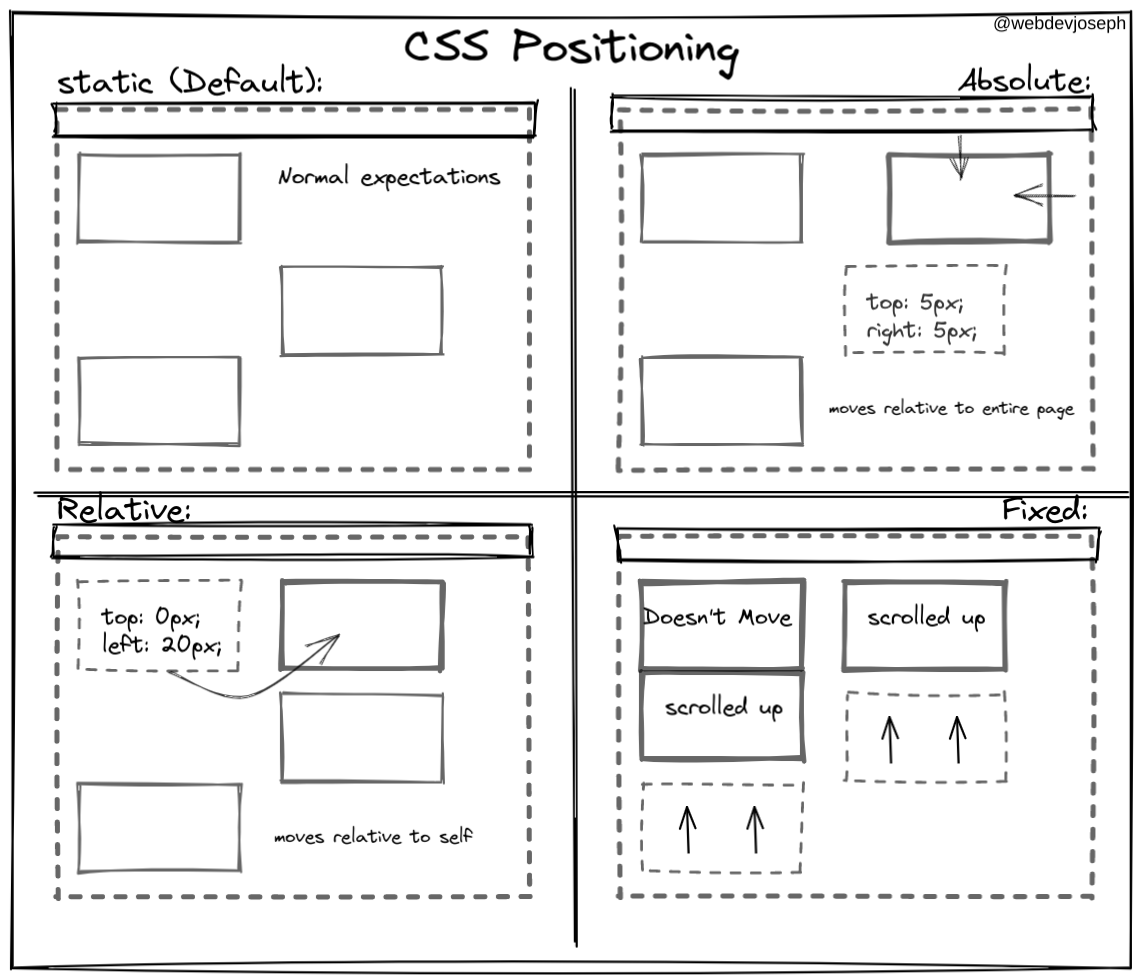 @webdevjoseph
CSS Positioning
static (Default):
Normal expectations
Absolute:
top: 5px;
right: 5px;
moves relative to entire page
Relative:
top: 0px;
left: 20px;
moves relative to self
Fixed:
Doesn't Move
scrolled up
scrolled up